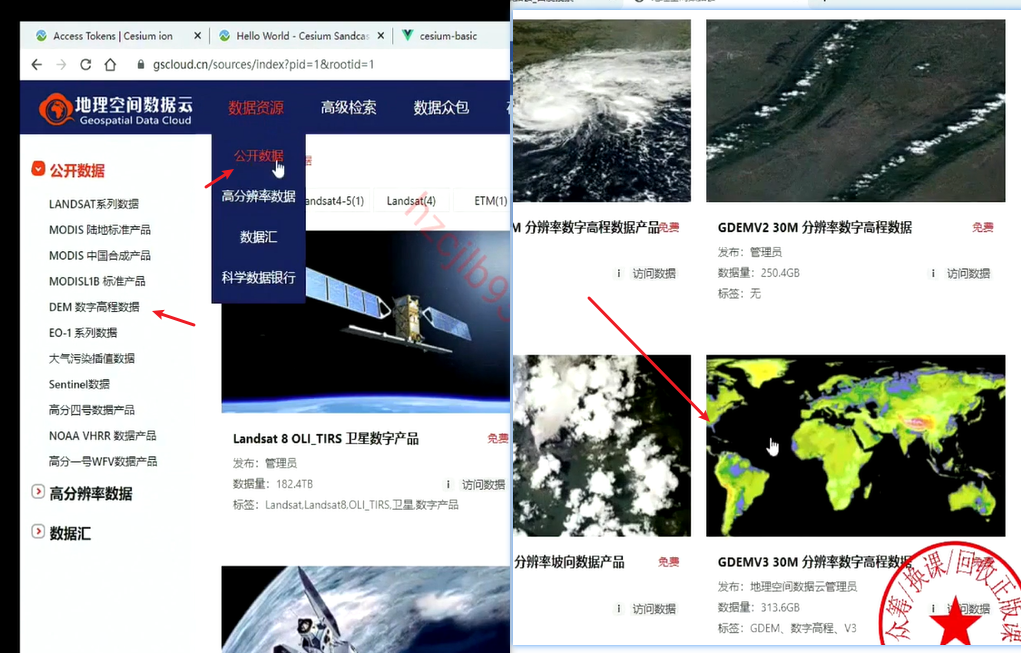 Access Tokens | Cesium ion
Hello World - Cesium Sandcas
cesium-basic
gscloud.cn/sources/index?pid=1&rootid=1
地理空间数据云
Geospatial Data Cloud
数据资源
高级检索
数据众包
公开数据
高分辨率数据
数据汇
科学数据银行
公开数据
LANDSAT系列数据
MODIS 陆地标准产品
MODIS 中国合成产品
MODISL1B 标准产品
DEM 数字高程数据
EO-1 系列数据
大气污染插值数据
Sentinel数据
高分四号数据产品
NOAA VHRR 数据产品
高分一号WFV数据产品
高分辨率数据
数据汇
andsat4-5(1)
Landsat(4)
ETM(1)
Landsat 8 OLI_TIRS 卫星数字产品
免费
发布：管理员
数据量：182.4TB
访问数据
标签：Landsat,Landsat8,OLI_TIRS,卫星,数字产品
M 分辨率数字高程数据产品
免费
访问数据
GDEMV2 30M 分辨率数字高程数据
免费
发布：管理员
数据量：250.4GB
访问数据
标签：无
分辨率坡向数据产品
免费
访问数据
GDEMV3 30M 分辨率数字高程数据
免费
发布：地理空间数据云管理员
数据量：313.6GB
访问数据
标签：GDEM、数字高程、V3
众筹/换课/回收正版课